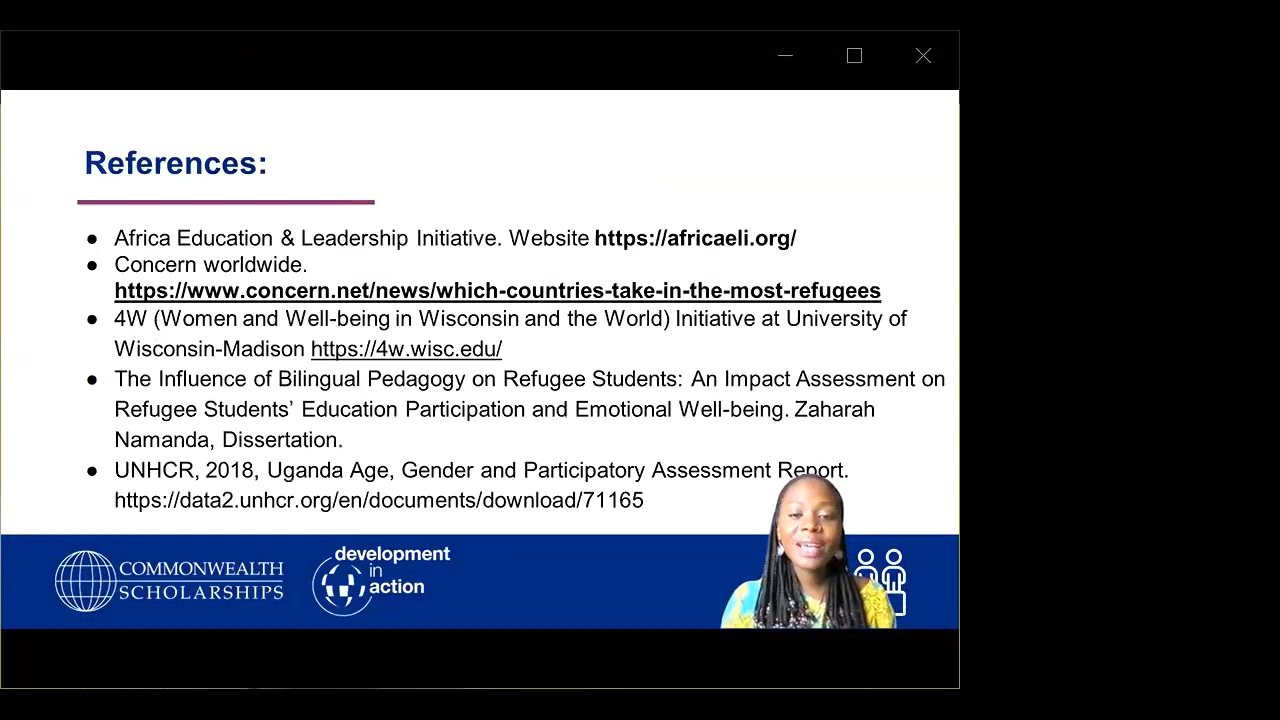 References:
● Africa Education & Leadership Initiative. Website https://africaeli.org/
● Concern worldwide.
https://www.concern.net/news/which-countries-take-in-the-most-refugees
● 4W (Women and Well-being in Wisconsin and the World) Initiative at University of
Wisconsin-Madison https://4w.wisc.edu/
● The Influence of Bilingual Pedagogy on Refugee Students: An Impact Assessment on
Refugee Students’ Education Participation and Emotional Well-being. Zaharah
Namanda, Dissertation.
● UNHCR, 2018, Uganda Age, Gender and Participatory Assessment Report.
https://data2.unhcr.org/en/documents/download/71165
COMMONWEALTH
SCHOLARSHIPS
development
in
action